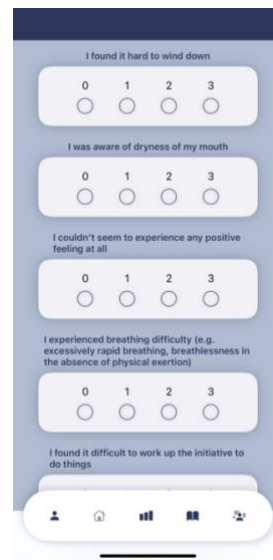 I found it hard to wind down
0 1 2 3
I was aware of dryness of my mouth
0 1 2 3
I couldn't seem to experience any positive
feeling at all
0 1 2 3
I experienced breathing difficulty (e.g.
excessively rapid breathing, breathlessness in
the absence of physical exertion)
0 1 2 3
I found it difficult to work up the initiative to
do things